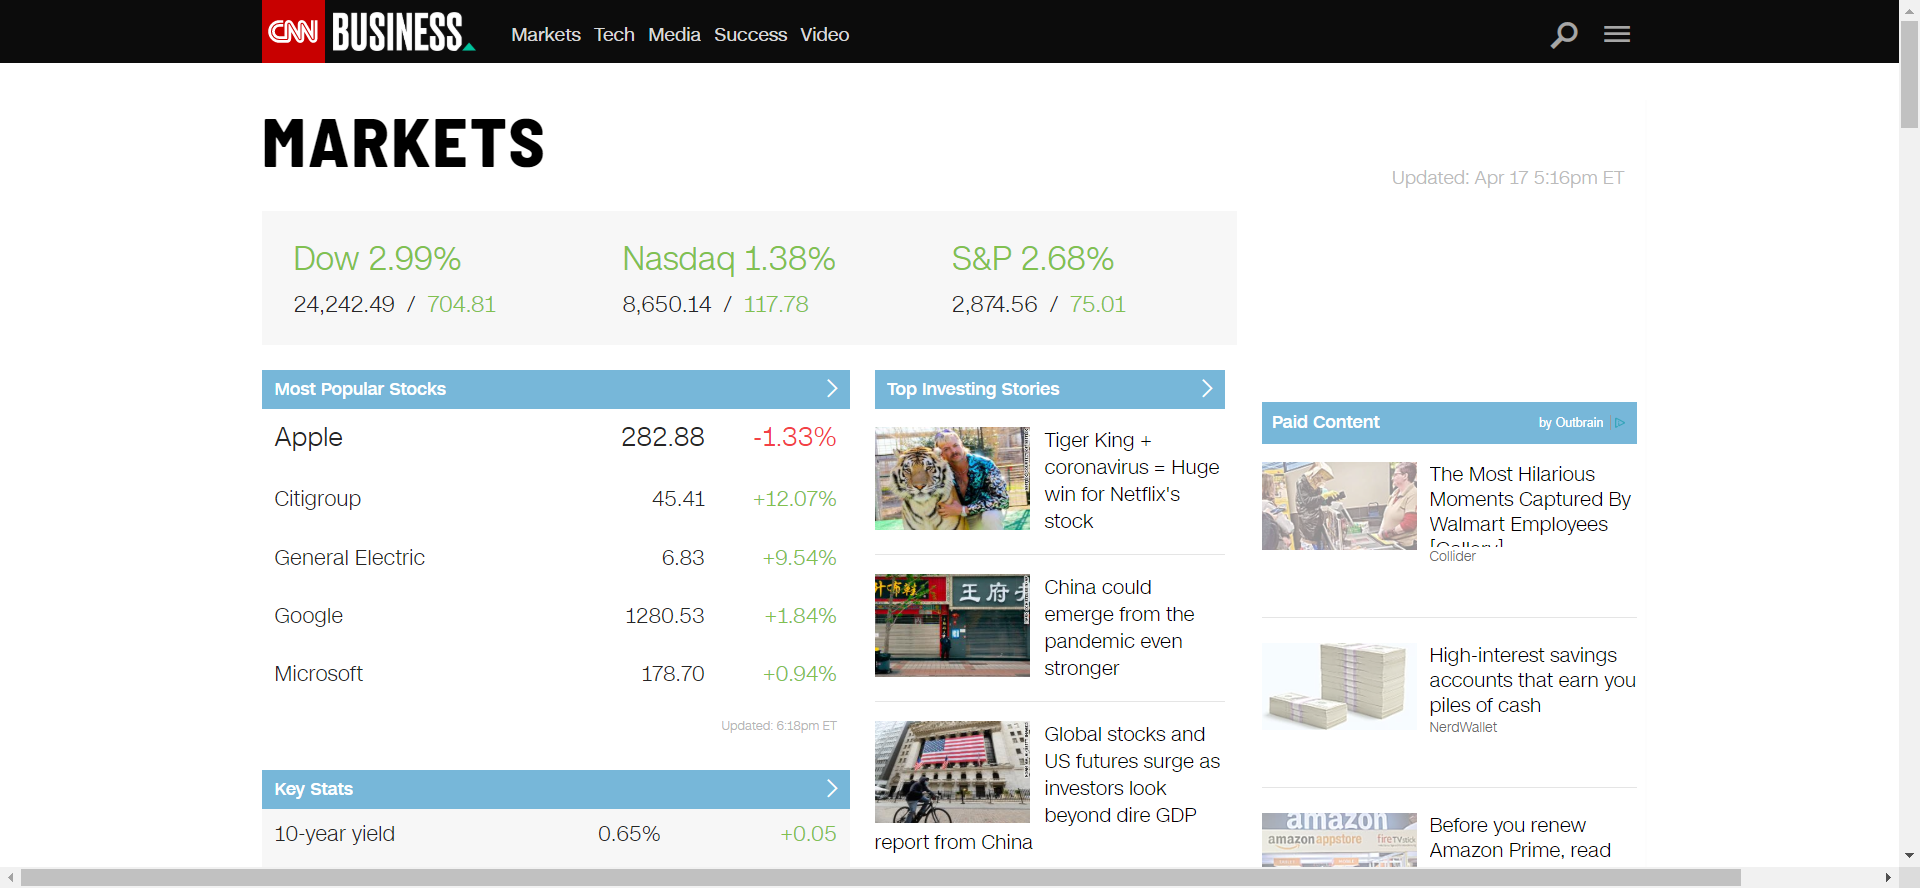 CNN BUSINESS Markets Tech Media Success Video
MARKETS
Updated: Apr 17 5:16pm ET
Dow 2.99% Nasdaq 1.38% S&P 2.68%
24,242.49 / 704.81 8,650.14 / 117.78 2,874.56 / 75.01
Most Popular Stocks
Apple 282.88 -1.33%
Citigroup 45.41 +12.07%
General Electric 6.83 +9.54%
Google 1280.53 +1.84%
Microsoft 178.70 +0.94%
Updated: 6:18pm ET
Key Stats
10-year yield 0.65% +0.05
Top Investing Stories
Tiger King +
coronavirus = Huge
win for Netflix's
stock
王府
China could
emerge from the
pandemic even
stronger
Global stocks and
US futures surge as
investors look
beyond dire GDP
report from China
Paid Content by Outbrain
The Most Hilarious
Moments Captured By
Walmart Employees
[Gallery]
Collider
High-interest savings
accounts that earn you
piles of cash
NerdWallet
amazon
amazon appstore fireTVstick
Before you renew
Amazon Prime, read